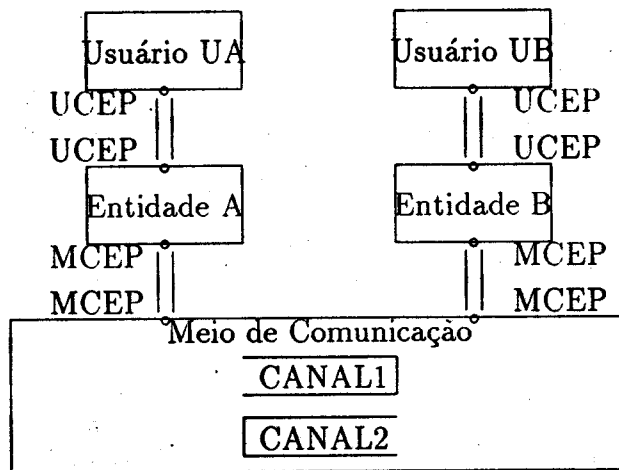 Usuário UA Usuário UB
UCEP UCEP
UCEP UCEP
Entidade A Entidade B
MCEP MCEP
MCEP MCEP
Meio de Comunicação
CANAL1
CANAL2